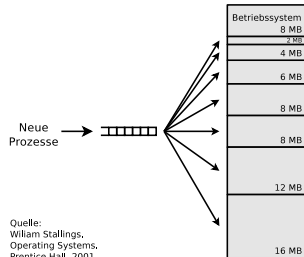 Betriebssystem
8 MB
2 MB
4 MB
6 MB
8 MB
8 MB
12 MB
16 MB
Neue
Prozesse
Quelle:
Wiliam Stallings,
Operating Systems,
Prentice Hall, 2001